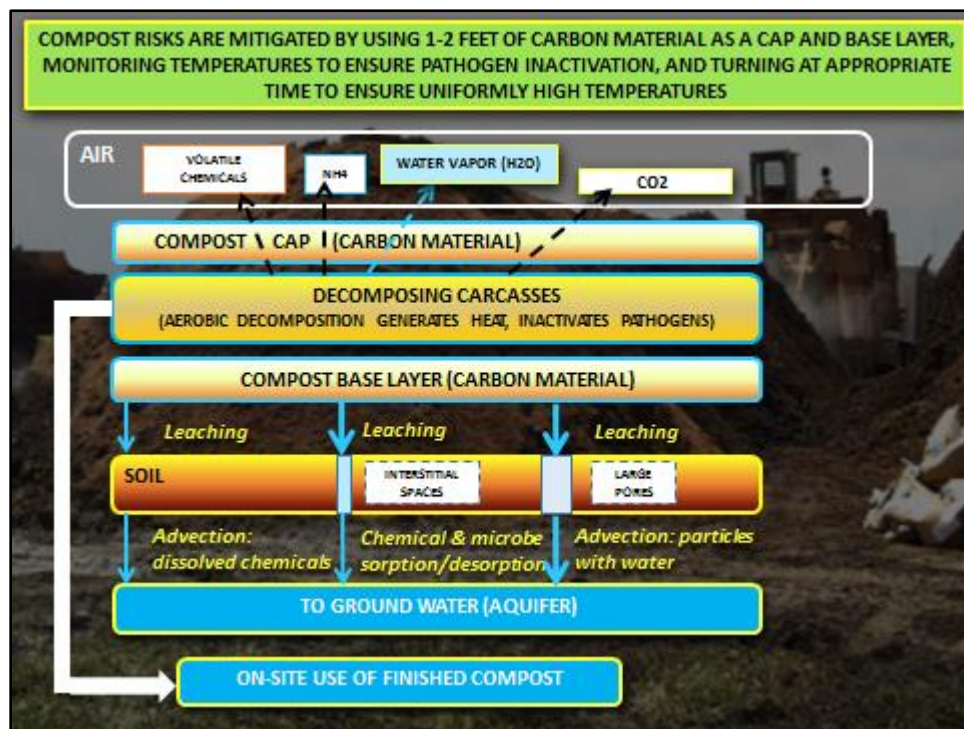 COMPOST RISKS ARE MITIGATED BY USING 1-2 FEET OF CARBON MATERIAL AS A CAP AND BASE LAYER,
MONITORING TEMPERATURES TO ENSURE PATHOGEN INACTIVATION, AND TURNING AT APPROPRIATE
TIME TO ENSURE UNIFORMLY HIGH TEMPERATURES
AIR
VOLATILE
CHEMICALS
NH4
WATER VAPOR (H2O)
CO2
COMPOST CAP (CARBON MATERIAL)
DECOMPOSING CARCASSES
(AEROBIC DECOMPOSITION GENERATES HEAT, INACTIVATES PATHOGENS)
COMPOST BASE LAYER (CARBON MATERIAL)
Leaching
Leaching
Leaching
SOIL
INTERSTITIAL
SPACES
LARGE
PORES
Advection:
dissolved chemicals
Chemical & microbe
sorption/desorption
Advection: particles
with water
TO GROUND WATER (AQUIFER)
ON-SITE USE OF FINISHED COMPOST